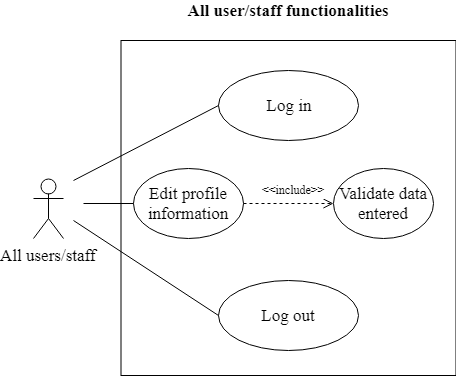 All user/staff functionalities
Log in
Edit profile
information
<<include>>
Validate data
entered
All users/staff
Log out